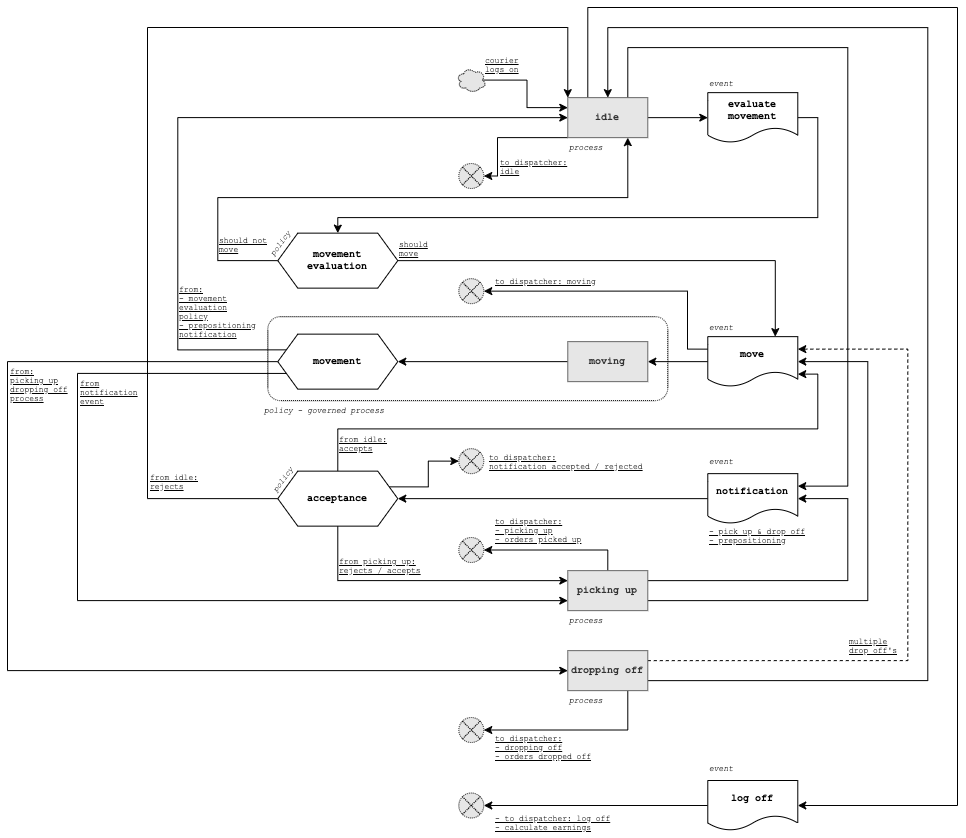 courier
logs on
event
evaluate
movement
idle
process
to dispatcher:
idle
policy
should not
move
movement
evaluation
should
move
to dispatcher: moving
from:
- movement
evaluation
policy
- prepositioning
notification
event
move
movement
moving
from:
picking up
dropping off
process
from
notification
event
policy - governed process
from idle:
accepts
to dispatcher:
notification accepted / rejected
event
policy
from idle:
rejects
acceptance
notification
to dispatcher:
- picking up
- orders picked up
- pick up & drop off
- prepositioning
from picking up:
rejects / accepts
picking up
process
multiple
drop off's
dropping off
process
to dispatcher:
- dropping off
- orders dropped off
event
log off
- to dispatcher: log off
- calculate earnings